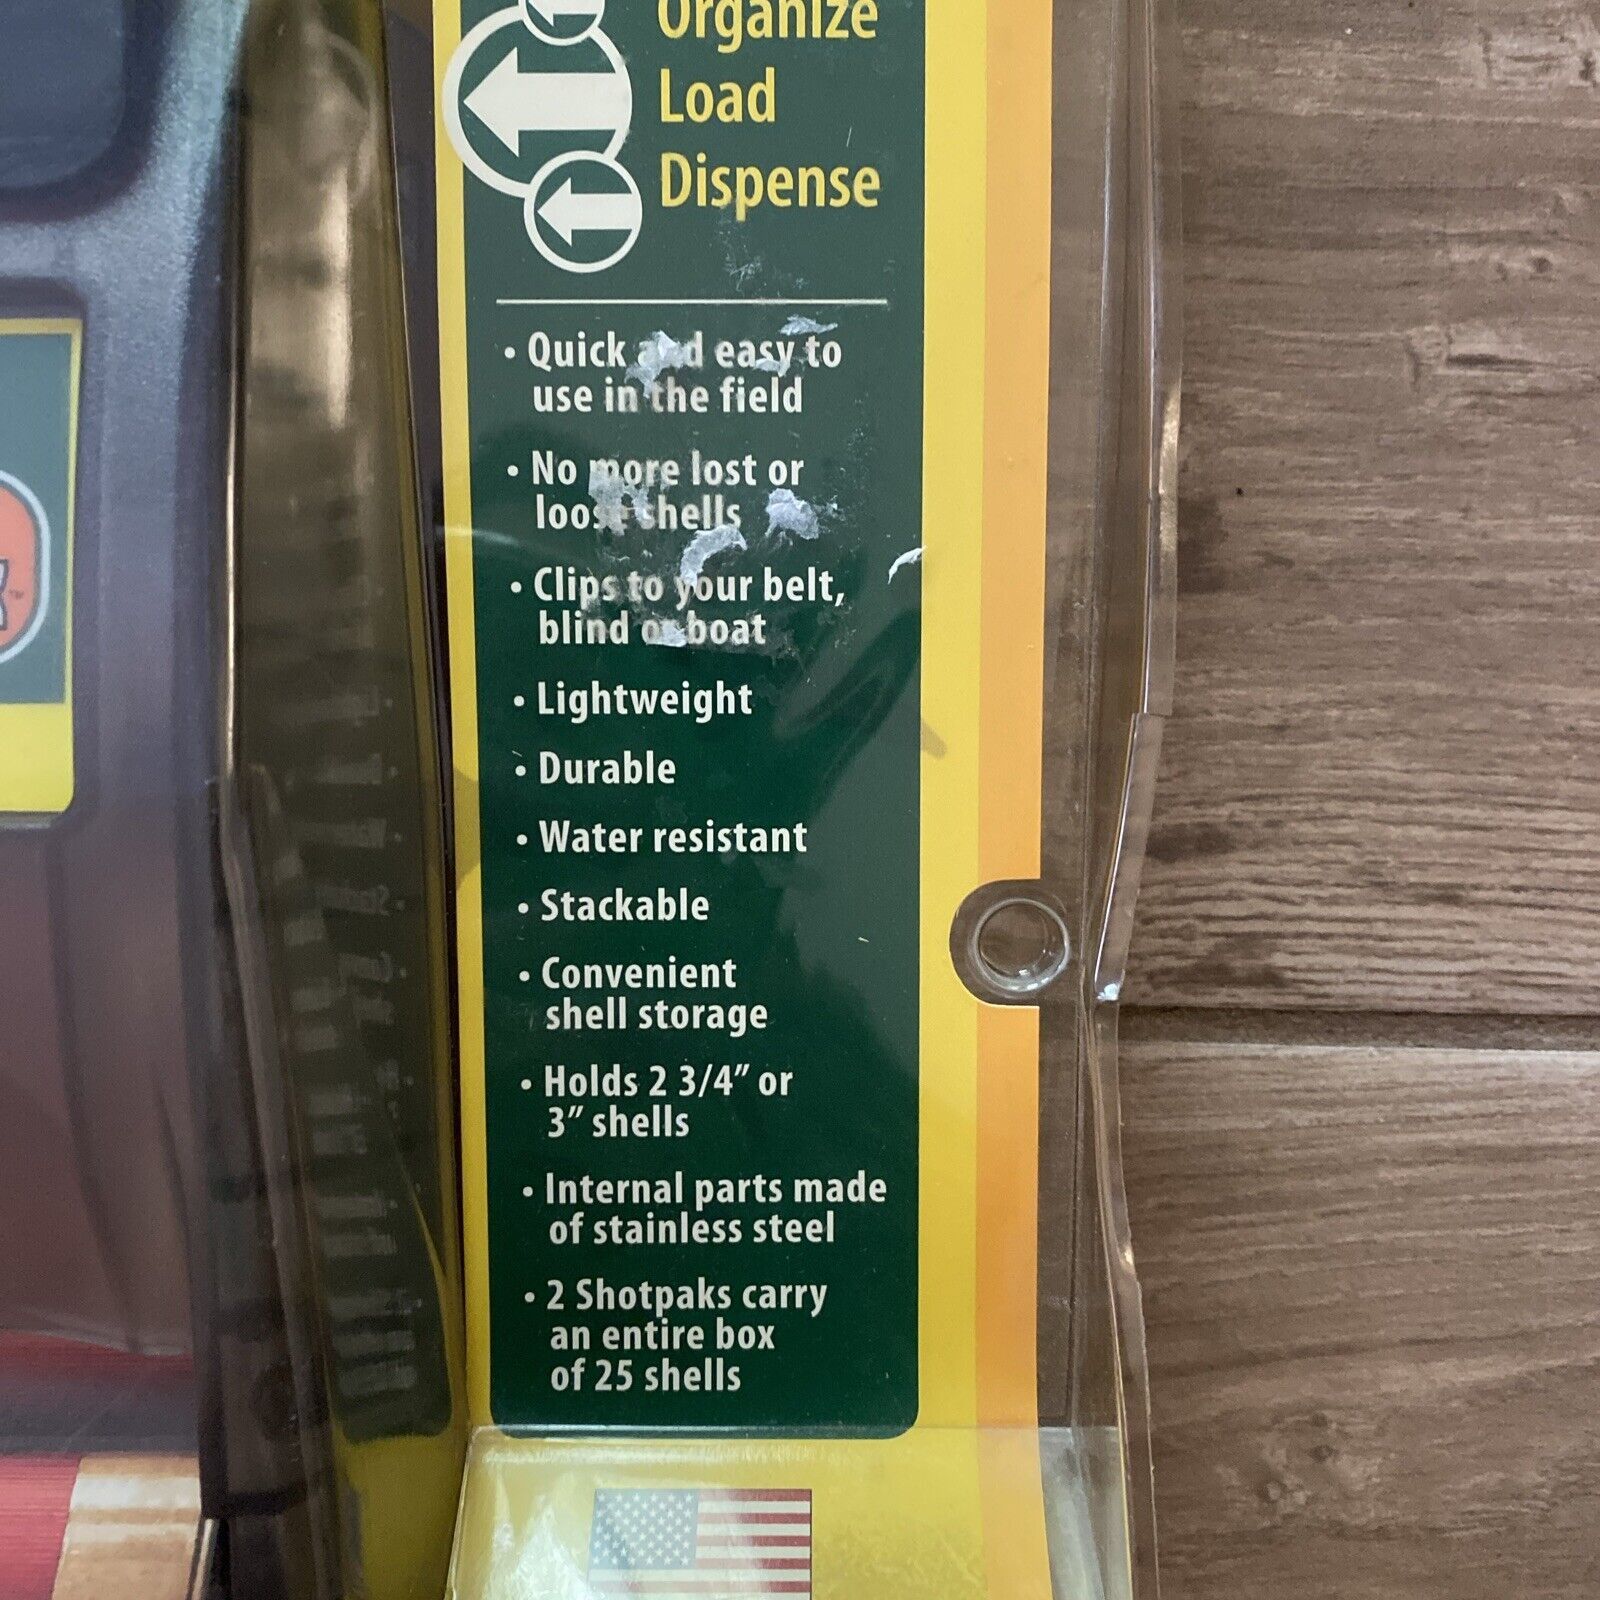 Organize
Load
Dispense
• Quick and easy to
use in the field
• No more lost or
loose shells
• Clips to your belt,
blind or boat
• Lightweight
• Durable
• Water resistant
• Stackable
• Convenient
shell storage
• Holds 2 3/4" or
3" shells
• Internal parts made
of stainless steel
• 2 Shotpaks carry
an entire box
of 25 shells
™